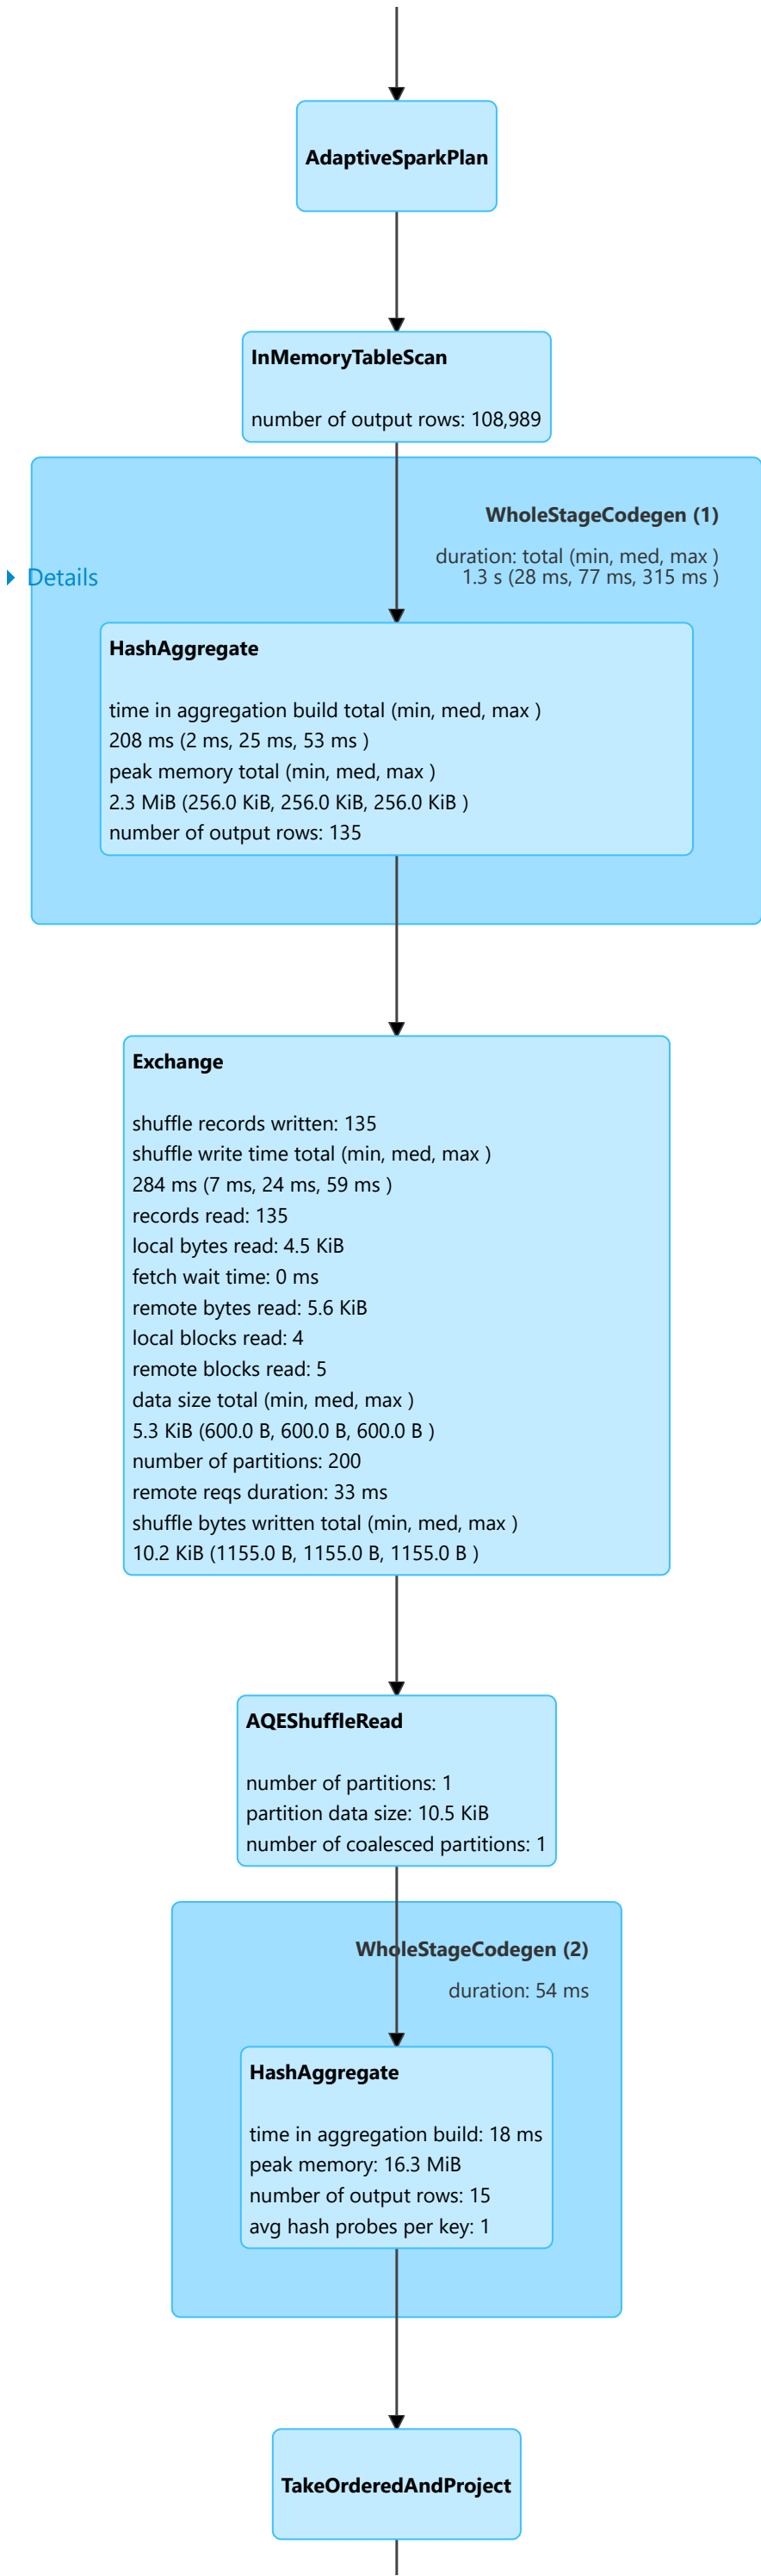 AdaptiveSparkPlan
InMemoryTableScan
number of output rows: 108,989
WholeStageCodegen (1)
duration: total (min, med, max )
1.3 s (28 ms, 77 ms, 315 ms )
Details
HashAggregate
time in aggregation build total (min, med, max )
208 ms (2 ms, 25 ms, 53 ms )
peak memory total (min, med, max )
2.3 MiB (256.0 KiB, 256.0 KiB, 256.0 KiB )
number of output rows: 135
Exchange
shuffle records written: 135
shuffle write time total (min, med, max )
284 ms (7 ms, 24 ms, 59 ms )
records read: 135
local bytes read: 4.5 KiB
fetch wait time: 0 ms
remote bytes read: 5.6 KiB
local blocks read: 4
remote blocks read: 5
data size total (min, med, max )
5.3 KiB (600.0 B, 600.0 B, 600.0 B )
number of partitions: 200
remote reqs duration: 33 ms
shuffle bytes written total (min, med, max )
10.2 KiB (1155.0 B, 1155.0 B, 1155.0 B )
AQEShuffleRead
number of partitions: 1
partition data size: 10.5 KiB
number of coalesced partitions: 1
WholeStageCodegen (2)
duration: 54 ms
HashAggregate
time in aggregation build: 18 ms
peak memory: 16.3 MiB
number of output rows: 15
avg hash probes per key: 1
TakeOrderedAndProject